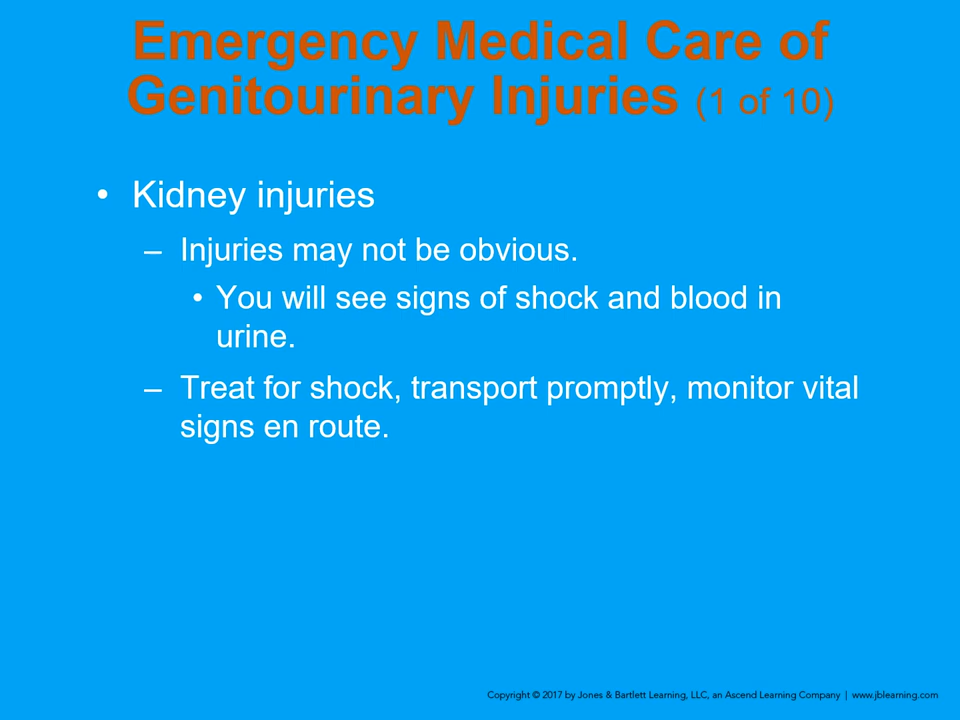 Emergency Medical Care of
Genitourinary Injuries (1 of 10)
• Kidney injuries
– Injuries may not be obvious.
• You will see signs of shock and blood in
urine.
– Treat for shock, transport promptly, monitor vital
signs en route.
Copyright © 2017 by Jones & Bartlett Learning, LLC, an Ascend Learning Company | www.jblearning.com